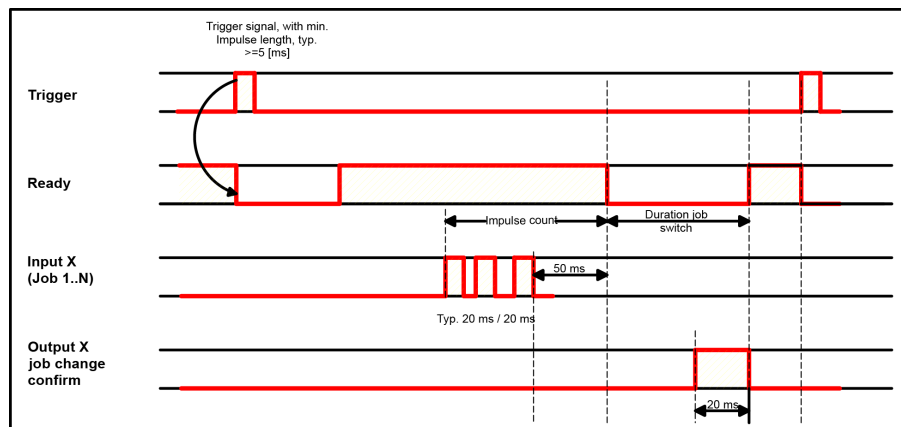 Trigger signal, with min.
Impulse length, typ.
>=5 [ms]
Trigger
Ready
Impulse count
Duration job
switch
Input X
(Job 1..N)
50 ms
Typ. 20 ms / 20 ms
Output X
job change
confirm
20 ms